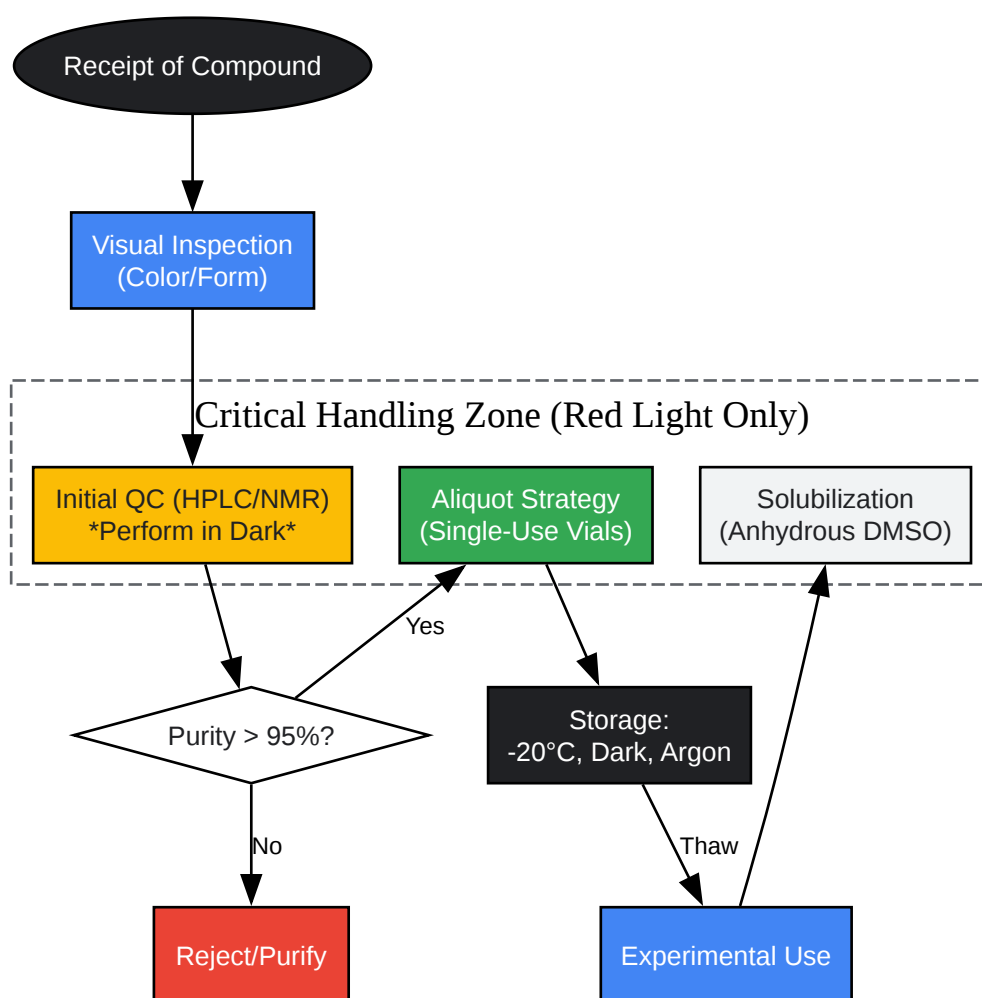 Receipt of Compound
Visual Inspection
(Color/Form)
Critical Handling Zone (Red Light Only)
Initial QC (HPLC/NMR)
*Perform in Dark*
Aliquot Strategy
(Single-Use Vials)
Solubilization
(Anhydrous DMSO)
Yes
Purity > 95%?
Storage:
-20°C, Dark, Argon
No
Thaw
Reject/Purify
Experimental Use